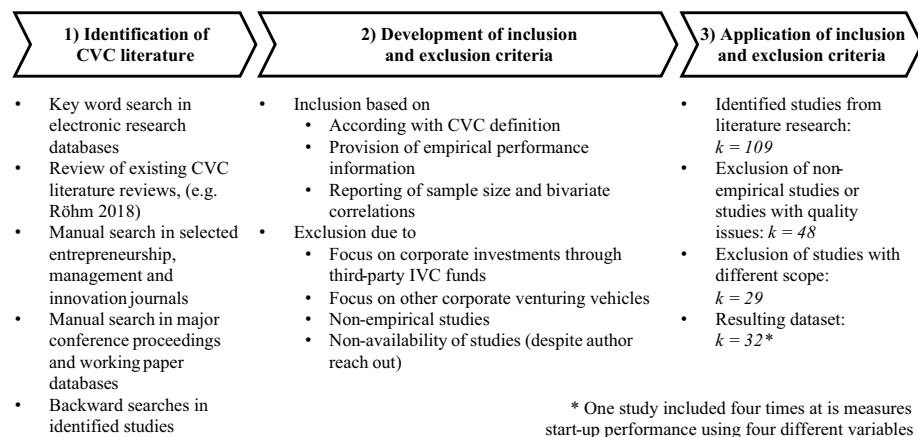 1) Identification of
CVC literature
2) Development of inclusion
and exclusion criteria
3) Application of inclusion
and exclusion criteria
• Key word search in
electronic research
databases
• Review of existing CVC
literature reviews, (e.g.
Röhm 2018)
• Manual search in selected
entrepreneurship,
management and
innovation journals
• Manual search in major
conference proceedings
and working paper
databases
• Backward searches in
identified studies
• Inclusion based on
• According with CVC definition
• Provision of empirical performance
information
• Reporting of sample size and bivariate
correlations
• Exclusion due to
• Focus on corporate investments through
third-party IVC funds
• Focus on other corporate venturing vehicles
• Non-empirical studies
• Non-availability of studies (despite author
reach out)
• Identified studies from
literature research:
k = 109
• Exclusion of non-
empirical studies or
studies with quality
issues: k = 48
• Exclusion of studies with
different scope:
k = 29
• Resulting dataset:
k = 32*
* One study included four times at is measures
start-up performance using four different variables